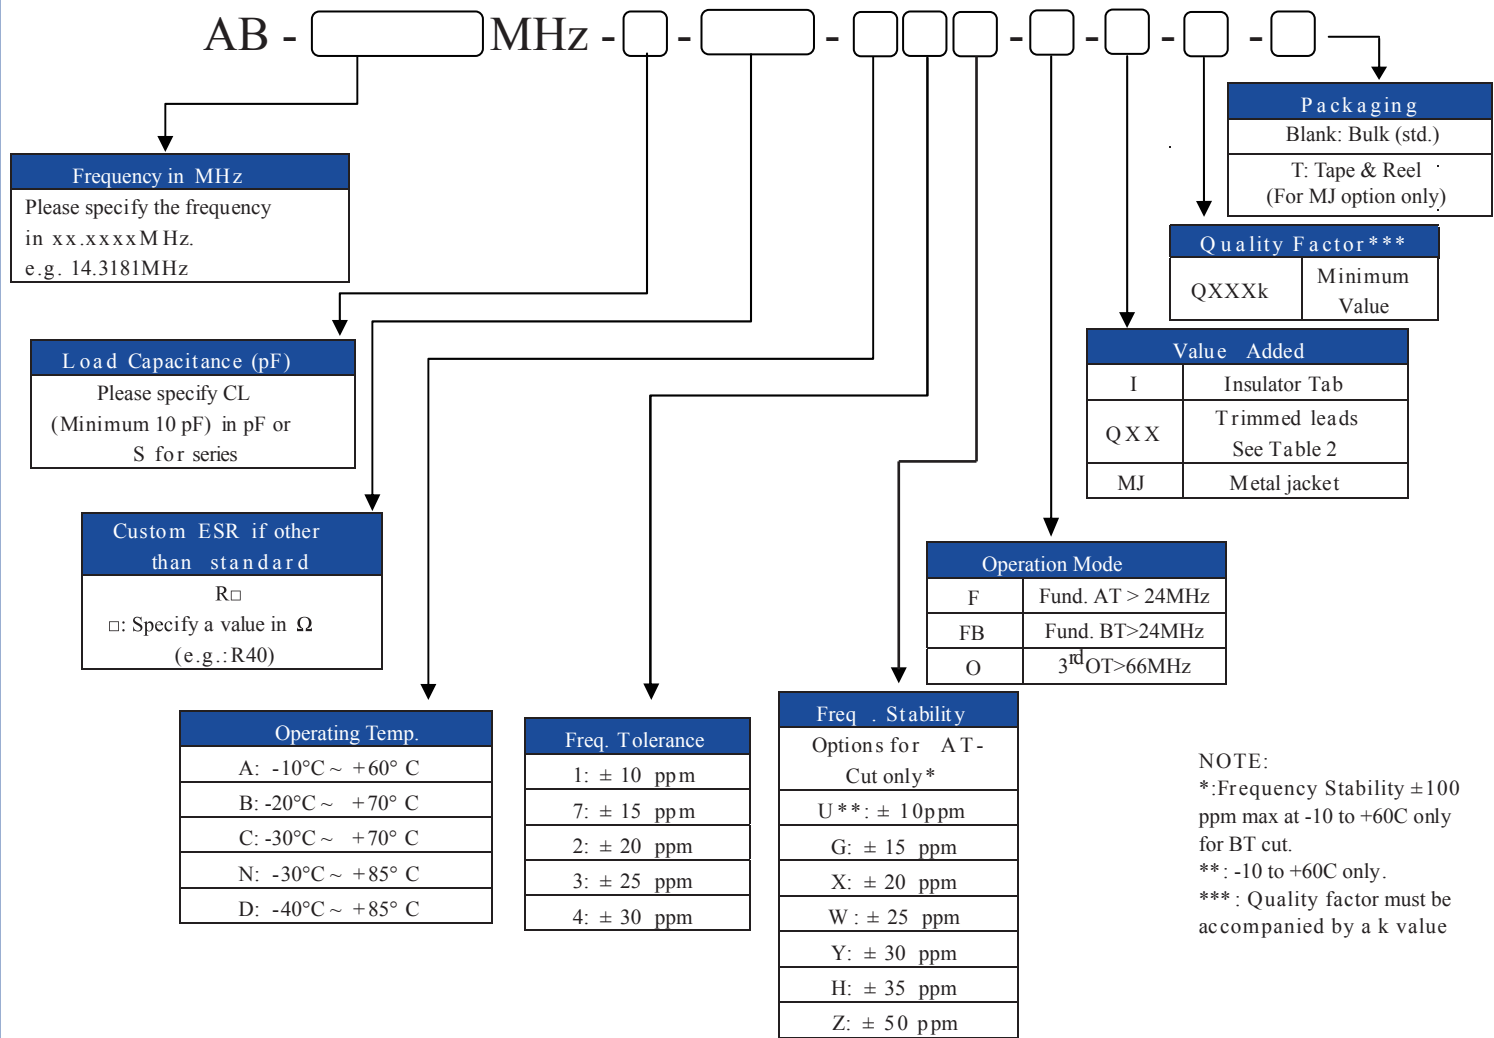 AB - MHz - - - - - - -
Packaging
Blank: Bulk (std.)
T: Tape & Reel
(For MJ option only)
Frequency in MHz
Please specify the frequency
in xx.xxxxMHz.
e.g. 14.3181MHz
Quality Factor***
QXXXk
Minimum
Value
Value Added
I Insulator Tab
QXX
Trimmed leads
See Table 2
MJ Metal jacket
Load Capacitance (pF)
Please specify CL
(Minimum 10 pF) in pF or
S for series
Custom ESR if other
than standard
R□
□: Specify a value in Ω
(e.g.:R40)
Operation Mode
F Fund. AT > 24MHz
FB Fund. BT>24MHz
O 3rdOT>66MHz
Operating Temp.
A: -10°C ~ +60° C
B: -20°C ~ +70° C
C: -30°C ~ +70° C
N: -30°C ~ +85° C
D: -40°C ~ +85° C
Freq. Tolerance
1: ± 10 ppm
7: ± 15 ppm
2: ± 20 ppm
3: ± 25 ppm
4: ± 30 ppm
Freq . Stability
Options for AT-
Cut only*
U**: ± 10ppm
G: ± 15 ppm
X: ± 20 ppm
W : ± 25 ppm
Y: ± 30 ppm
H: ± 35 ppm
Z: ± 50 ppm
NOTE:
*:Frequency Stability ±100
ppm max at -10 to +60C only
for BT cut.
**: -10 to +60C only.
***: Quality factor must be
accompanied by a k value